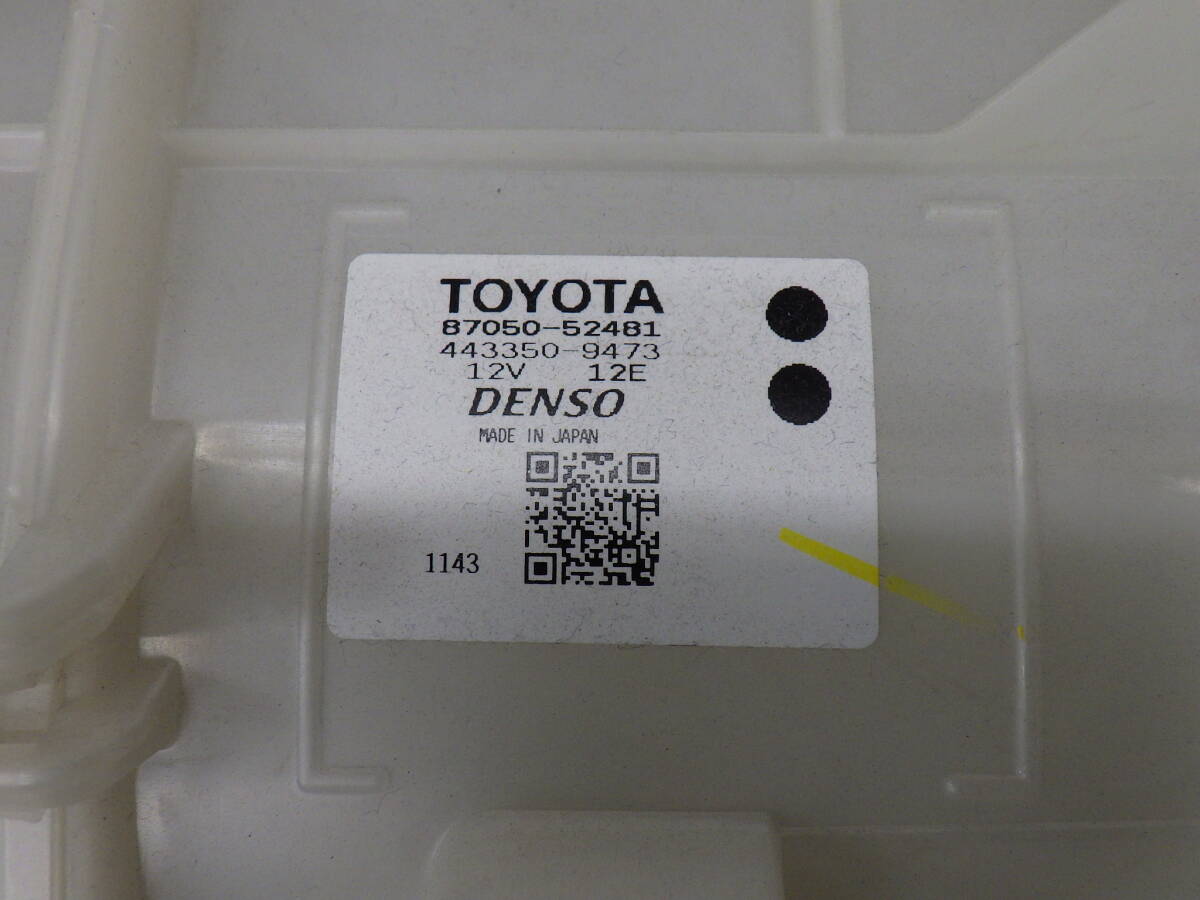 TOYOTA
87050-52481
443350-9473
12V 12E
DENSO
MADE IN JAPAN
1143